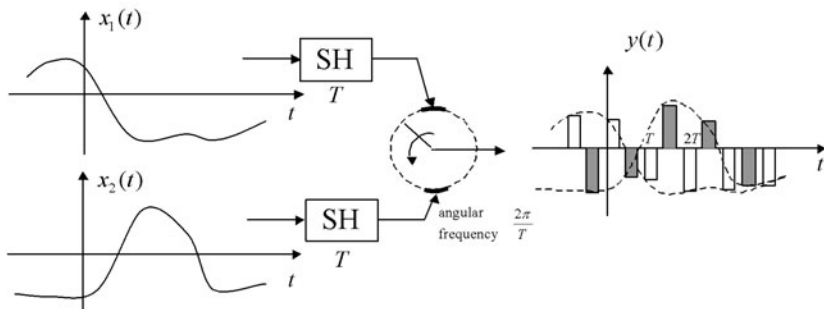 x₁(t)
t
SH
T
x₂(t)
t
SH
T
angular
frequency 2π/T
y(t)
T
2T
t